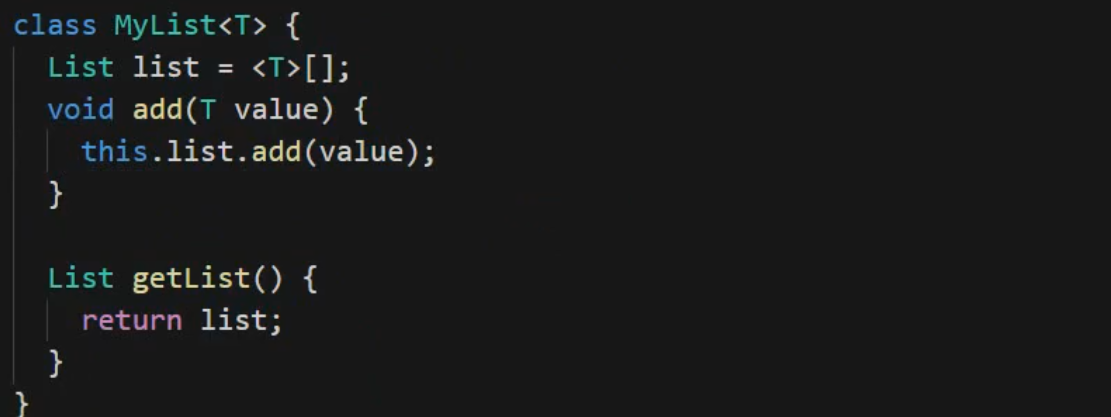 class MyList<T> {
  List list = <T>[];
  void add(T value) {
    this.list.add(value);
  }

  List getList() {
    return list;
  }
}